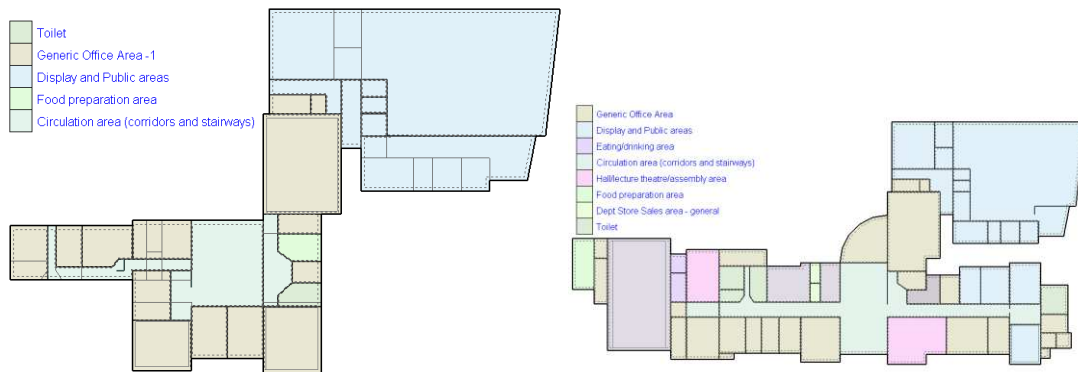 Toilet
Generic Office Area -1
Display and Public areas
Food preparation area
Circulation area (corridors and stairways)
Generic Office Area
Display and Public areas
Eating/drinking area
Circulation area (corridors and stairways)
Hall/lecture theatre/assembly area
Food preparation area
Dept Store Sales area - general
Toilet